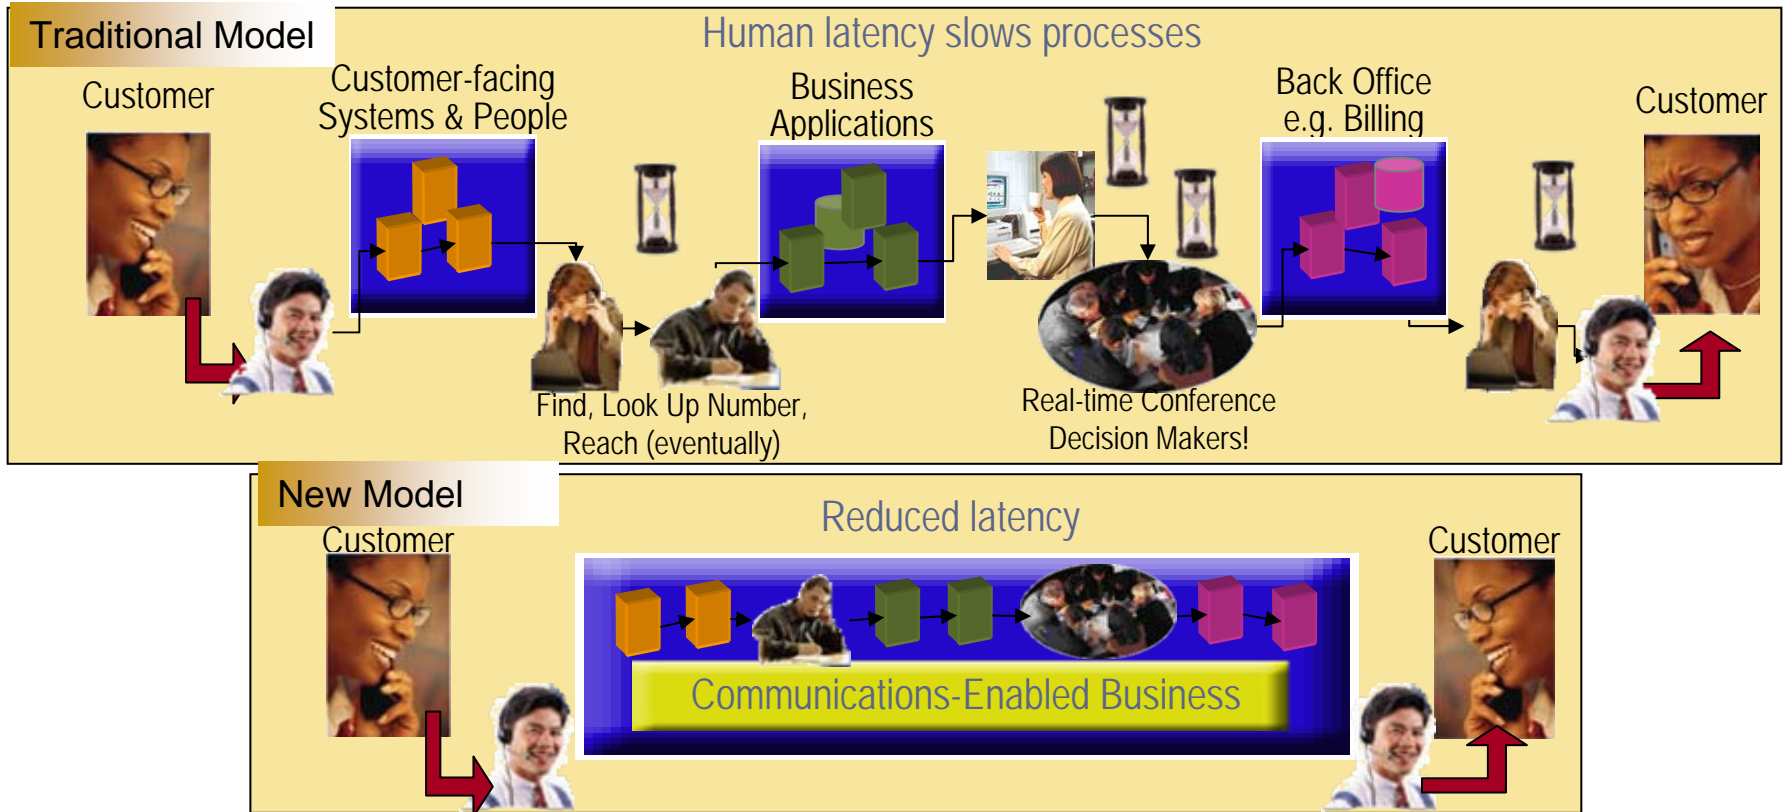 Traditional Model
Human latency slows processes
Customer
Customer-facing
Systems & People
Business
Applications
Back Office
e.g. Billing
Customer
Find, Look Up Number,
Reach (eventually)
Real-time Conference
Decision Makers!
New Model
Reduced latency
Customer
Customer
Communications-Enabled Business